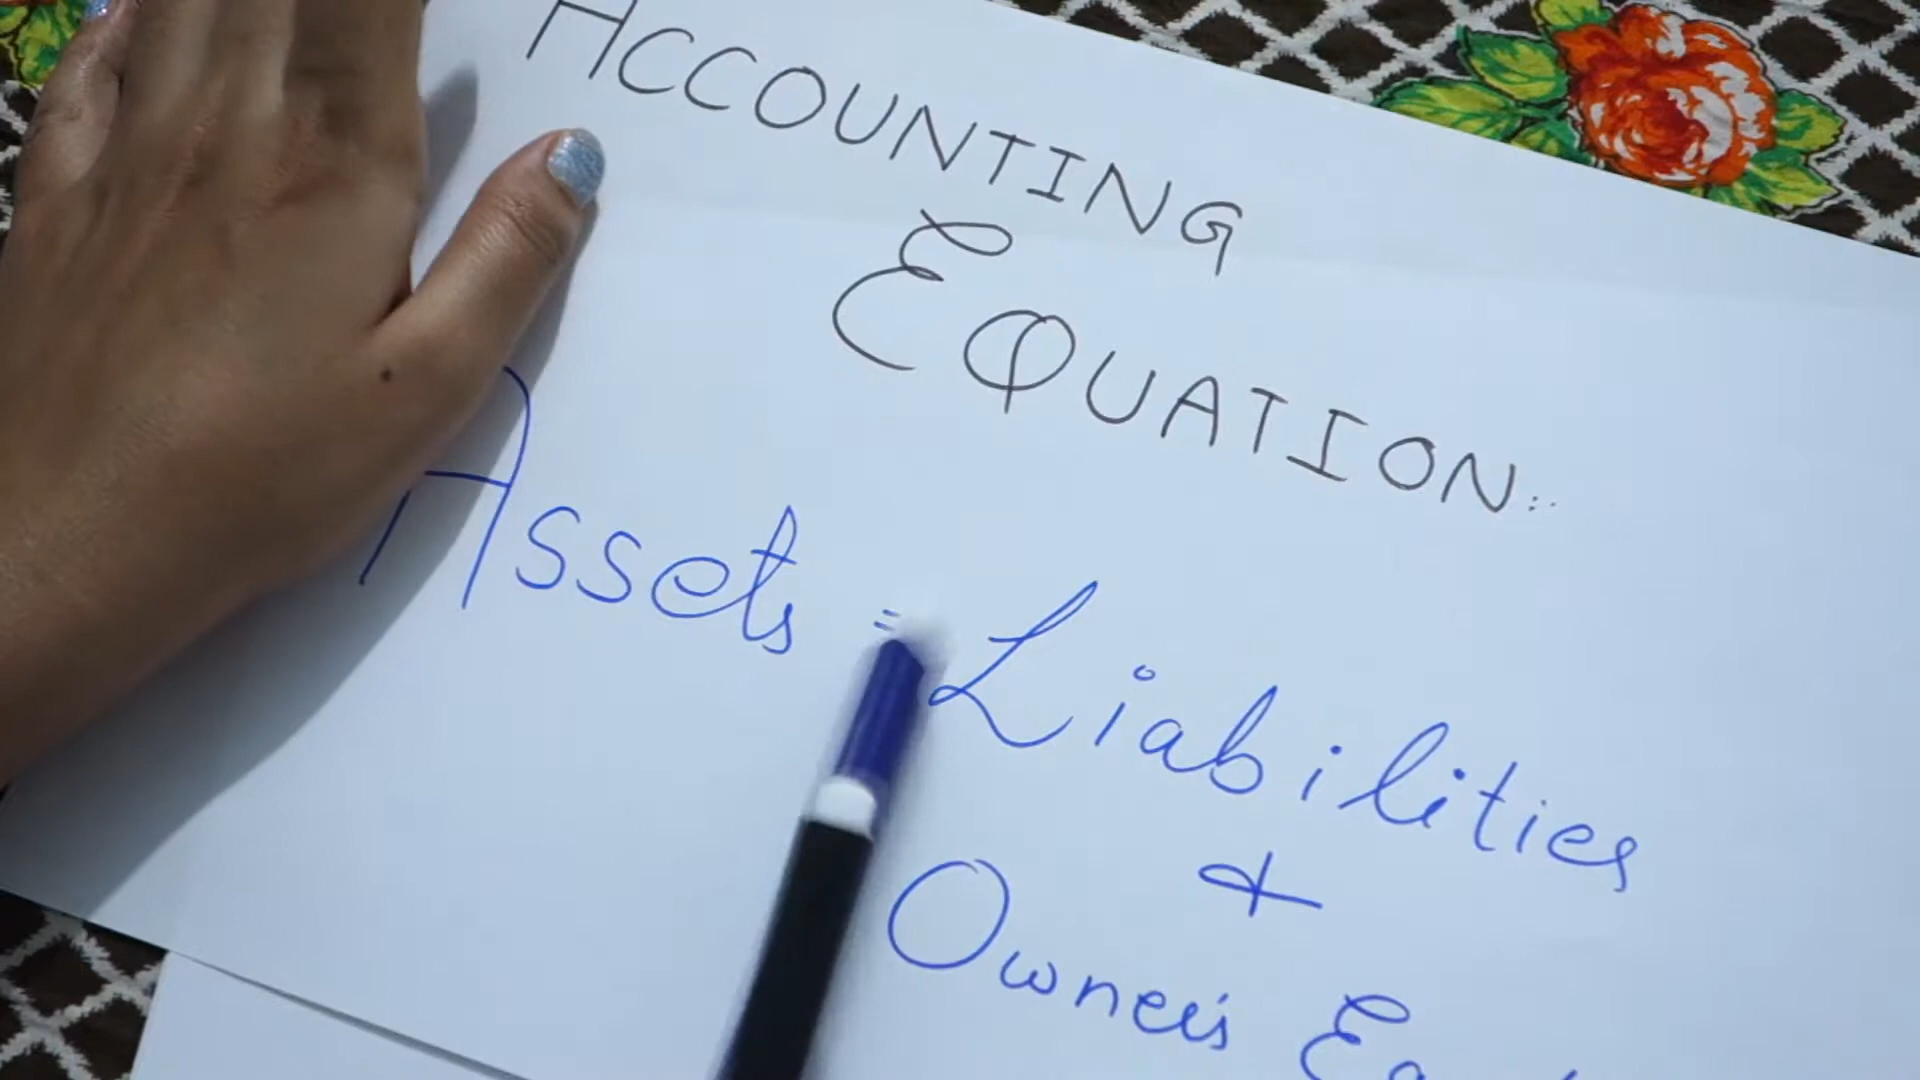 ACCOUNTING
EQUATION:
Assets = Liabilities
+
Owner's